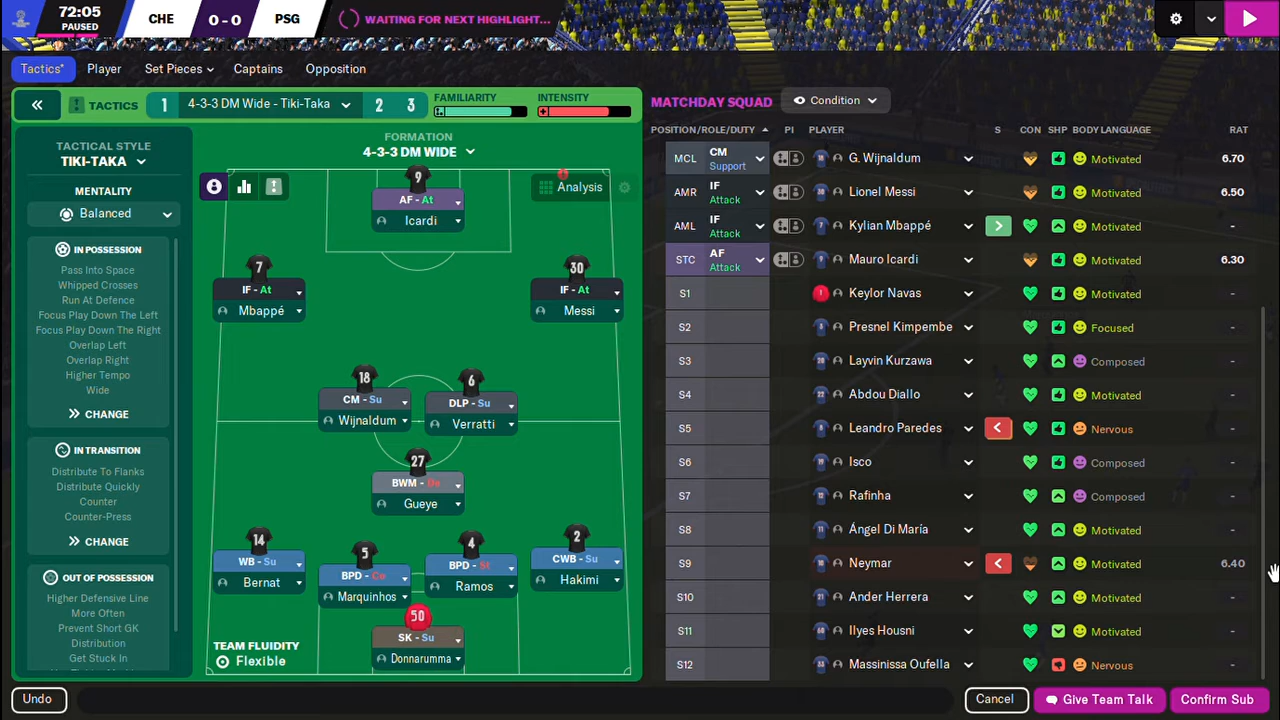 72:05
PAUSED
CHE
0 - 0
PSG
WAITING FOR NEXT HIGHLIGHT...
Tactics*
Player
Set Pieces
Captains
Opposition
TACTICS
1
4-3-3 DM Wide - Tiki-Taka
2
3
FAMILIARITY
INTENSITY
TACTICAL STYLE
TIKI-TAKA
MENTALITY
Balanced
IN POSSESSION
Pass Into Space
Whipped Crosses
Run At Defence
Focus Play Down The Left
Focus Play Down The Right
Overlap Left
Overlap Right
Higher Tempo
Wide
CHANGE
IN TRANSITION
Distribute To Flanks
Distribute Quickly
Counter
Counter-Press
CHANGE
OUT OF POSSESSION
Higher Defensive Line
More Often
Prevent Short GK
Distribution
Get Stuck In
FORMATION
4-3-3 DM WIDE
Analysis
9
AF - At
Icardi
7
IF - At
Mbappé
30
IF - At
Messi
18
CM - Su
Wijnaldum
6
DLP - Su
Verratti
27
BWM - De
Gueye
14
WB - Su
Bernat
5
BPD - Co
Marquinhos
4
BPD - St
Ramos
2
CWB - Su
Hakimi
50
SK - Su
Donnarumma
TEAM FLUIDITY
Flexible
MATCHDAY SQUAD
Condition
POSITION/ROLE/DUTY PI PLAYER S CON SHP BODY LANGUAGE RAT
MCL CM Support G. Wijnaldum Motivated 6.70
AMR IF Attack Lionel Messi Motivated 6.50
AML IF Attack Kylian Mbappé Motivated -
STC AF Attack Mauro Icardi Motivated 6.30
S1 Keylor Navas Motivated -
S2 Presnel Kimpembe Focused -
S3 Layvin Kurzawa Composed -
S4 Abdou Diallo Motivated -
S5 Leandro Paredes Nervous -
S6 Isco Composed -
S7 Rafinha Composed -
S8 Ángel Di María Motivated -
S9 Neymar Motivated 6.40
S10 Ander Herrera Motivated -
S11 Ilyes Housni Motivated -
S12 Massinissa Oufella Nervous -
Undo
Cancel
Give Team Talk
Confirm Sub